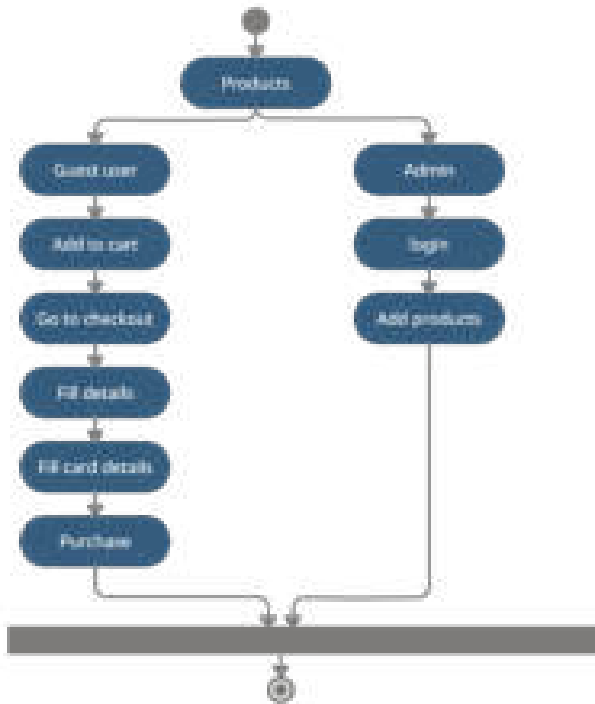 Products
Guest user
Admin
Add to cart
login
Go to checkout
Add products
Fill details
Fill card details
Purchase